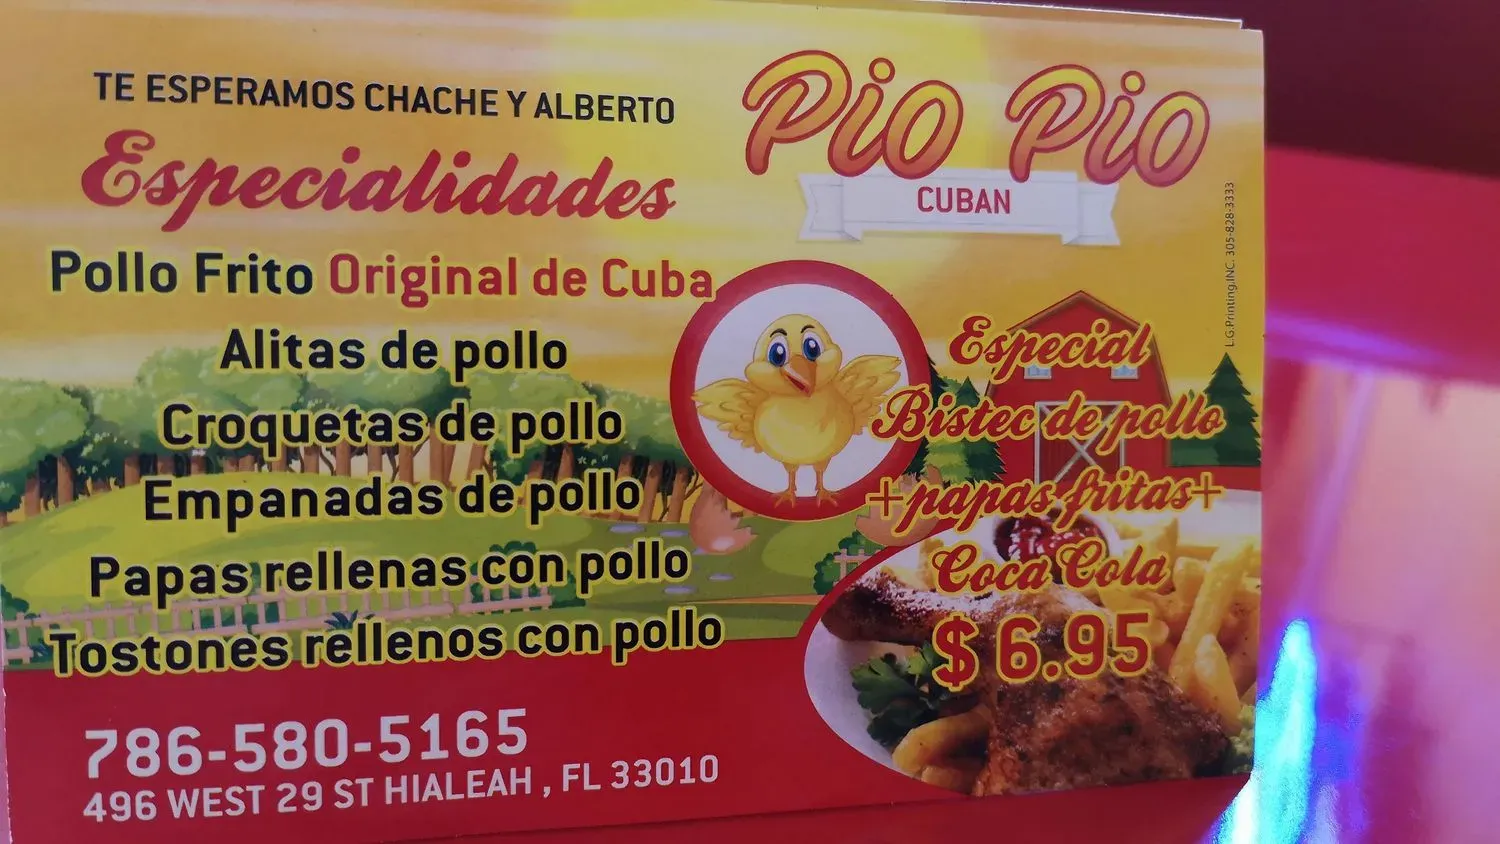 TE ESPERAMOS CHACHE Y ALBERTO
Especialidades
Pollo Frito Original de Cuba
Alitas de pollo
Croquetas de pollo
Empanadas de pollo
Papas rellenas con pollo
Tostones rellenos con pollo
786-580-5165
496 WEST 29 ST HIALEAH , FL 33010
Pio Pio
CUBAN
Especial
Bistec de pollo
+papas fritas+
Coca Cola
$ 6.95
L.G.Printing,INC. 305-828-3333